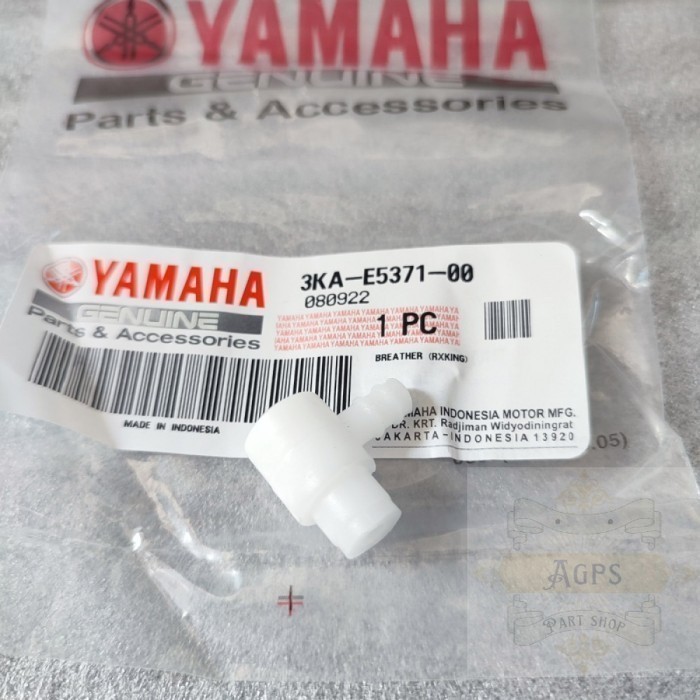 YAMAHA
GENUINE
Parts & Accessories
YAMAHA
GENUINE
Parts & Accessories
3KA-E5371-00
080922
1 PC
BREATHER (RXKING)
MADE IN INDONESIA
YAMAHA INDONESIA MOTOR MFG.
DR. KRT. Radjiman Widyodiningrat
JAKARTA-INDONESIA 13920
AGPS
PART SHOP